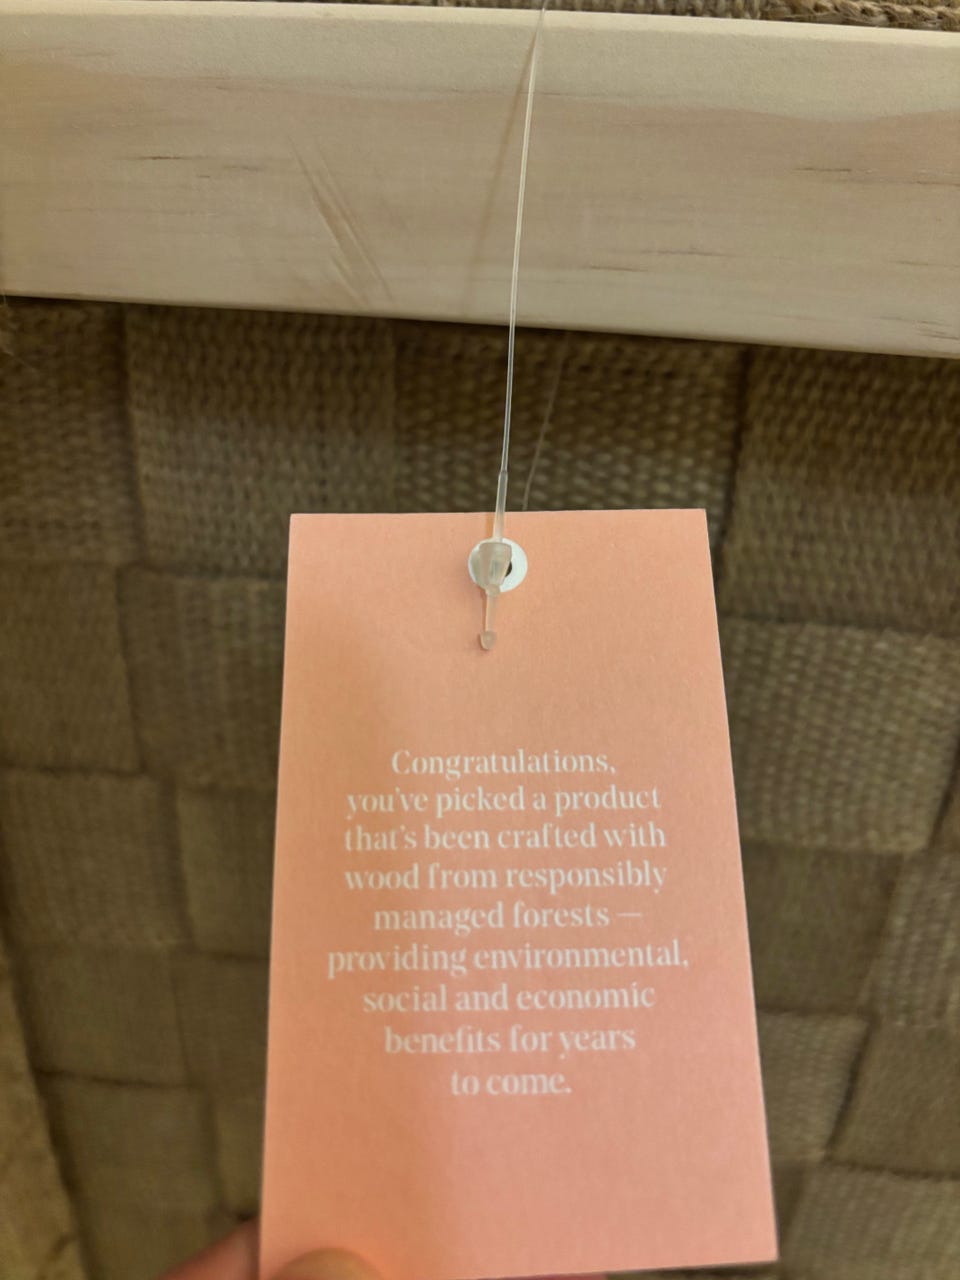 Congratulations,
you've picked a product
that's been crafted with
wood from responsibly
managed forests —
providing environmental,
social and economic
benefits for years
to come.